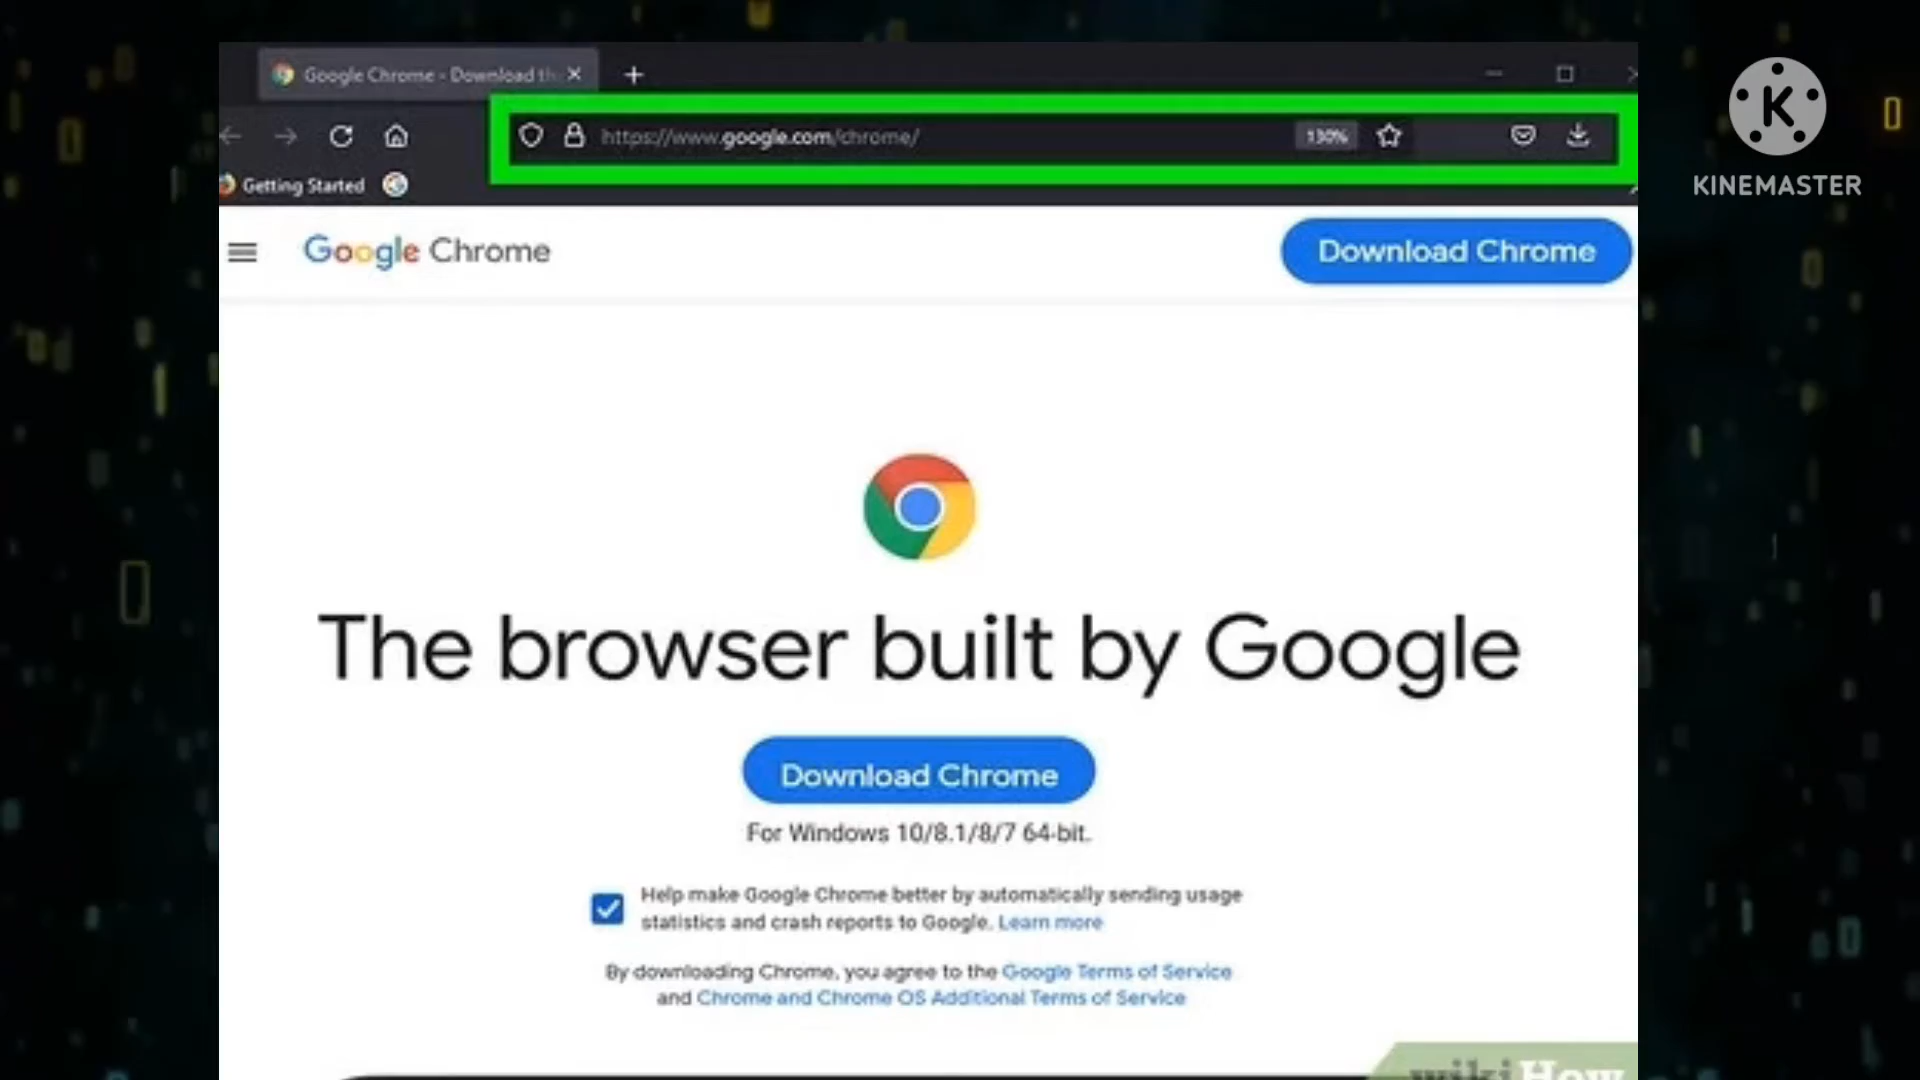 Google Chrome - Download th
https://www.google.com/chrome/
130%
KINEMASTER
Getting Started
Google Chrome
Download Chrome
The browser built by Google
Download Chrome
For Windows 10/8.1/8/7 64-bit.
Help make Google Chrome better by automatically sending usage
statistics and crash reports to Google. Learn more
By downloading Chrome, you agree to the Google Terms of Service
and Chrome and Chrome OS Additional Terms of Service
wikiHow